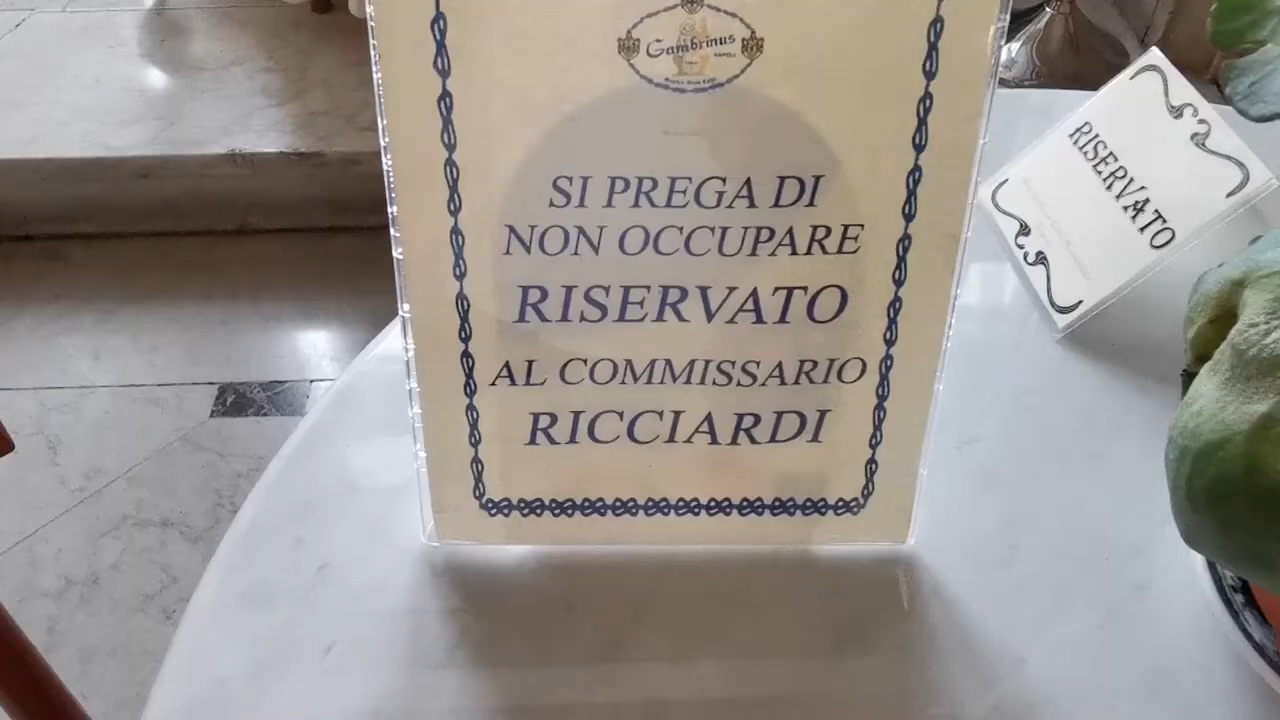 Gambrinus
NAPOLI
SI PREGA DI
NON OCCUPARE
RISERVATO
AL COMMISSARIO
RICCIARDI
RISERVATO